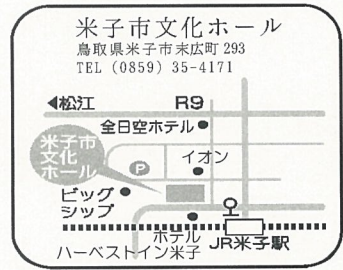 米子市文化ホール
鳥取県米子市末広町 293
TEL (0859) 35-4171
◀松江
R9
全日空ホテル
米子市
文化
ホール
P
イオン
ビッグ
シップ
ホテル
ハーベストイン米子
JR米子駅